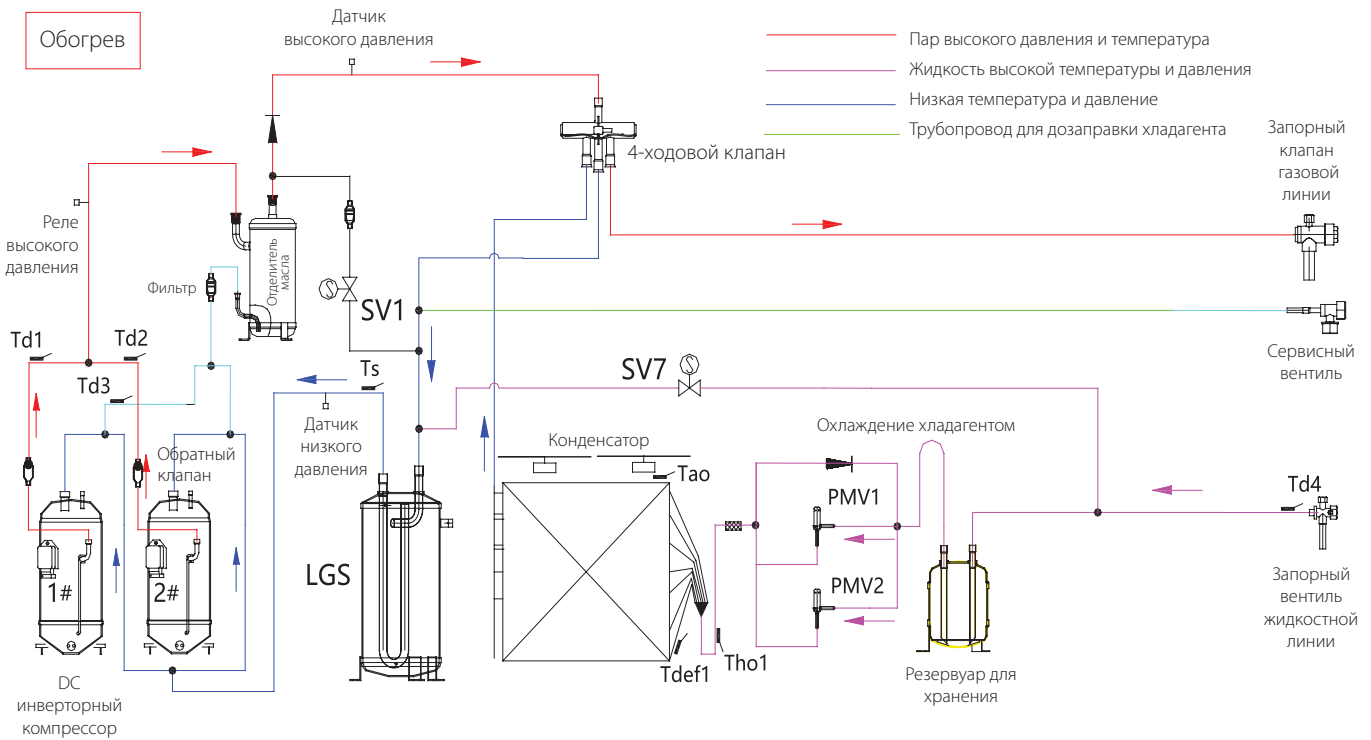 Обогрев
Датчик
высокого давления
Пар высокого давления и температура
Жидкость высокой температуры и давления
Низкая температура и давление
Трубопровод для дозаправки хладагента
4-ходовой клапан
Запорный
клапан
газовой
линии
Реле
высокого
давления
Отделитель
масла
Фильтр
S
SV1
Td1
Td2
Td3
Ts
S
SV7
Сервисный
вентиль
Датчик
низкого
давления
Обратный
клапан
Конденсатор
Охлаждение хладагентом
Tao
PMV1
Td4
1#
2#
LGS
PMV2
Tdef1
Tho1
Запорный
вентиль
жидкостной
линии
Резервуар для
хранения
DC
инверторный
компрессор